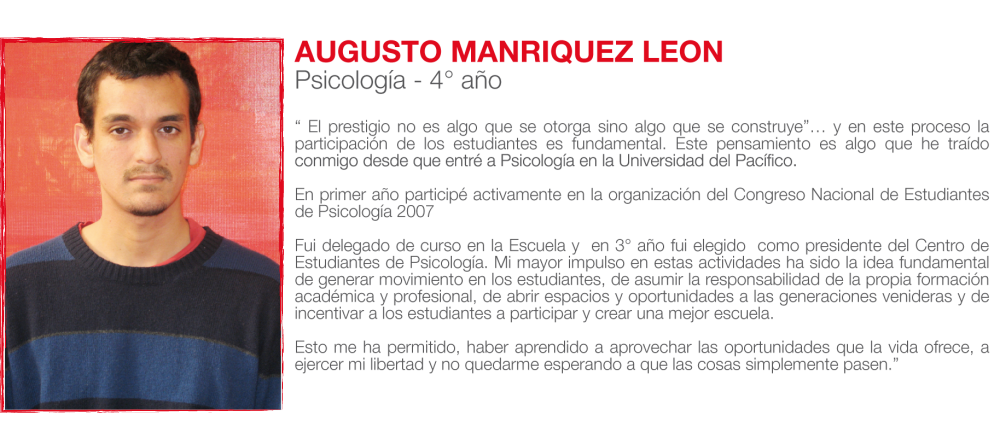 AUGUSTO MANRIQUEZ LEON
Psicología - 4° año
“ El prestigio no es algo que se otorga sino algo que se construye”… y en este proceso la
participación de los estudiantes es fundamental. Este pensamiento es algo que he traído
conmigo desde que entré a Psicología en la Universidad del Pacífico.
En primer año participé activamente en la organización del Congreso Nacional de Estudiantes
de Psicología 2007
Fui delegado de curso en la Escuela y  en 3° año fui elegido  como presidente del Centro de
Estudiantes de Psicología. Mi mayor impulso en estas actividades ha sido la idea fundamental
de generar movimiento en los estudiantes, de asumir la responsabilidad de la propia formación
académica y profesional, de abrir espacios y oportunidades a las generaciones venideras y de
incentivar a los estudiantes a participar y crear una mejor escuela.
Esto me ha permitido, haber aprendido a aprovechar las oportunidades que la vida ofrece, a
ejercer mi libertad y no quedarme esperando a que las cosas simplemente pasen.”